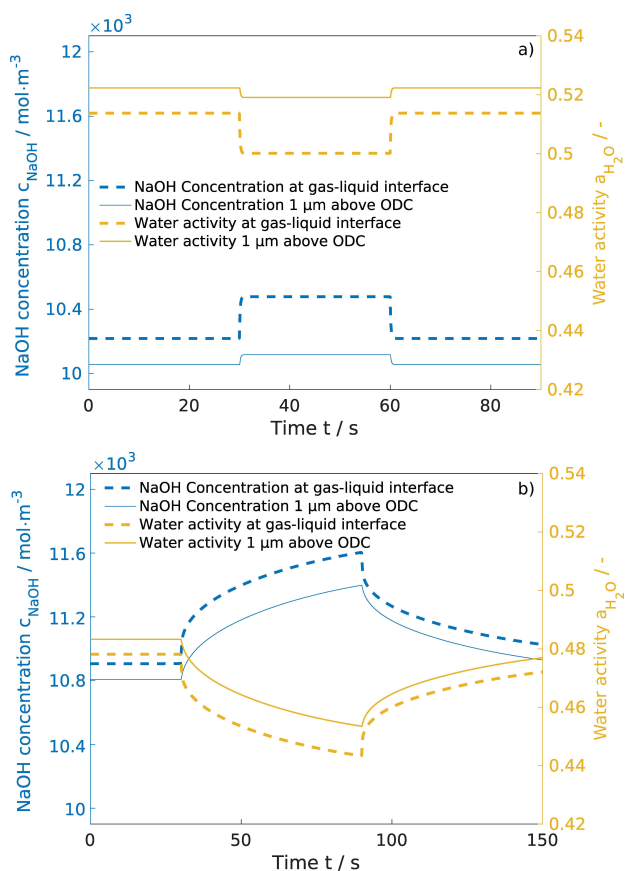 ×10³
a)
12
11.6
11.2
10.8
10.4
10
NaOH concentration c_NaOH / mol·m⁻³
0.54
0.52
0.5
0.48
0.46
0.44
0.42
Water activity a_H₂O / -
NaOH Concentration at gas-liquid interface
NaOH Concentration 1 µm above ODC
Water activity at gas-liquid interface
Water activity 1 µm above ODC
0 20 40 60 80
Time t / s
×10³
b)
12
11.6
11.2
10.8
10.4
10
NaOH concentration c_NaOH / mol·m⁻³
0.54
0.52
0.5
0.48
0.46
0.44
0.42
Water activity a_H₂O / -
NaOH Concentration at gas-liquid interface
NaOH Concentration 1 µm above ODC
Water activity at gas-liquid interface
Water activity 1 µm above ODC
0 50 100 150
Time t / s